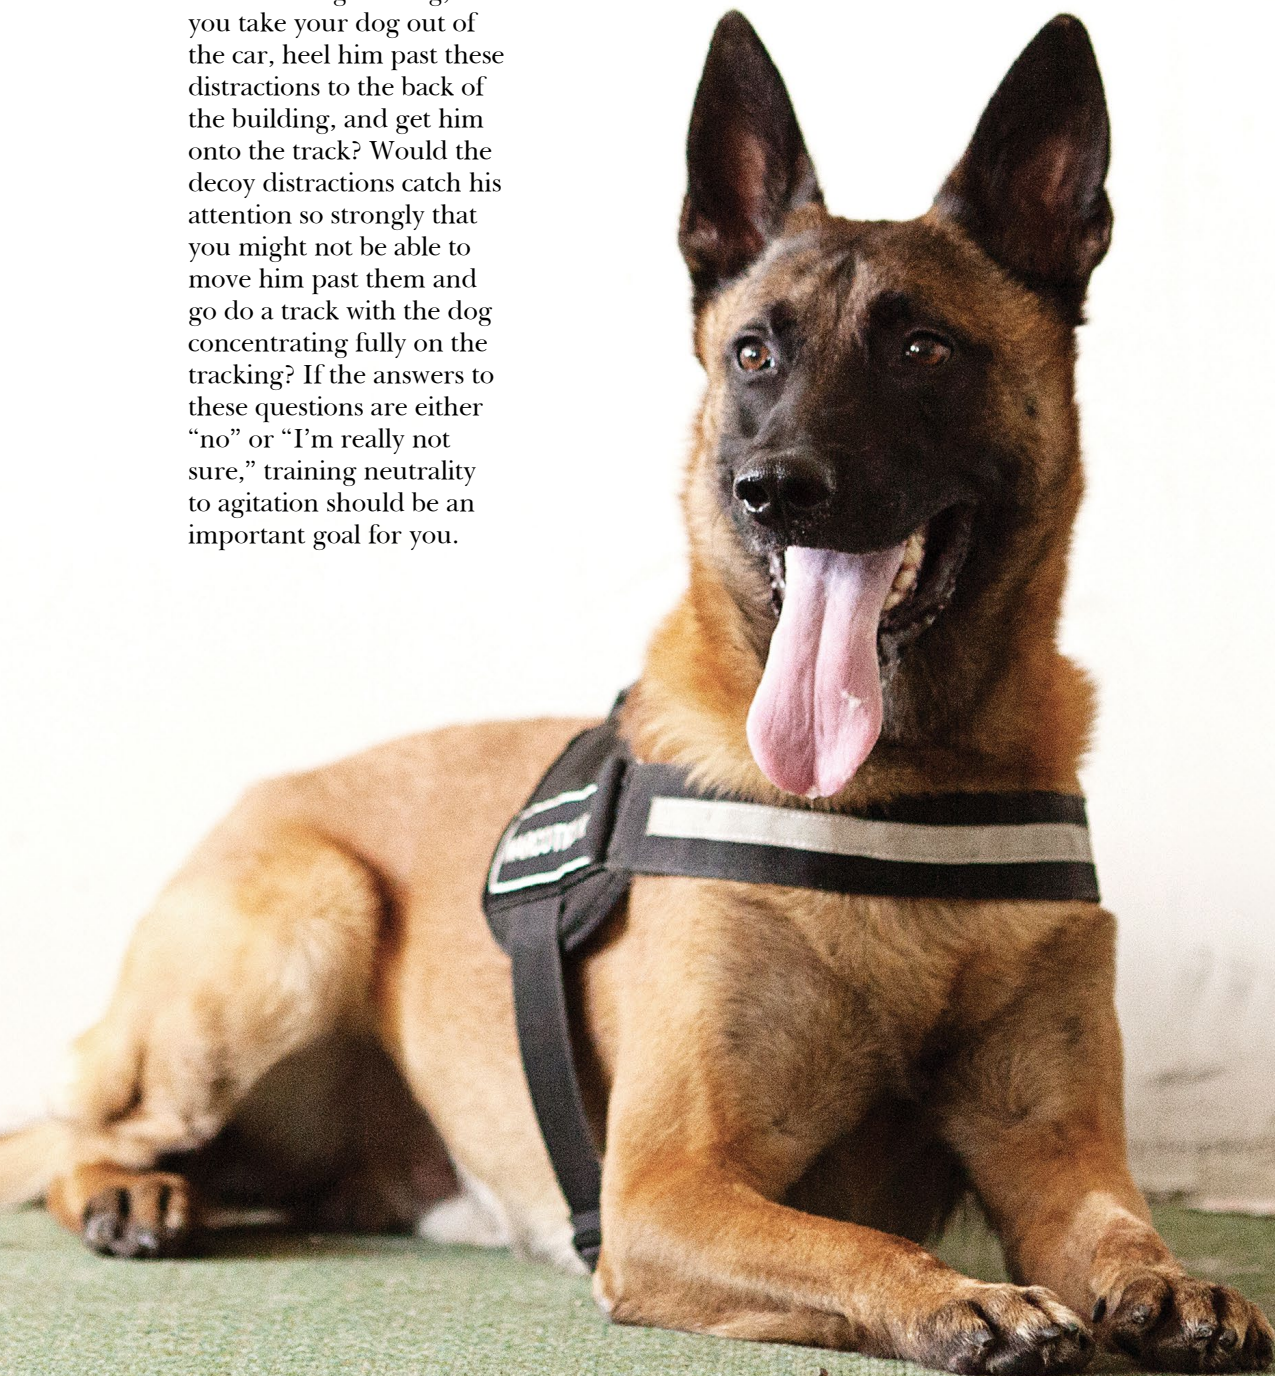 you take your dog out of
the car, heel him past these
distractions to the back of
the building, and get him
onto the track? Would the
decoy distractions catch his
attention so strongly that
you might not be able to
move him past them and
go do a track with the dog
concentrating fully on the
tracking? If the answers to
these questions are either
“no” or “I’m really not
sure,” training neutrality
to agitation should be an
important goal for you.